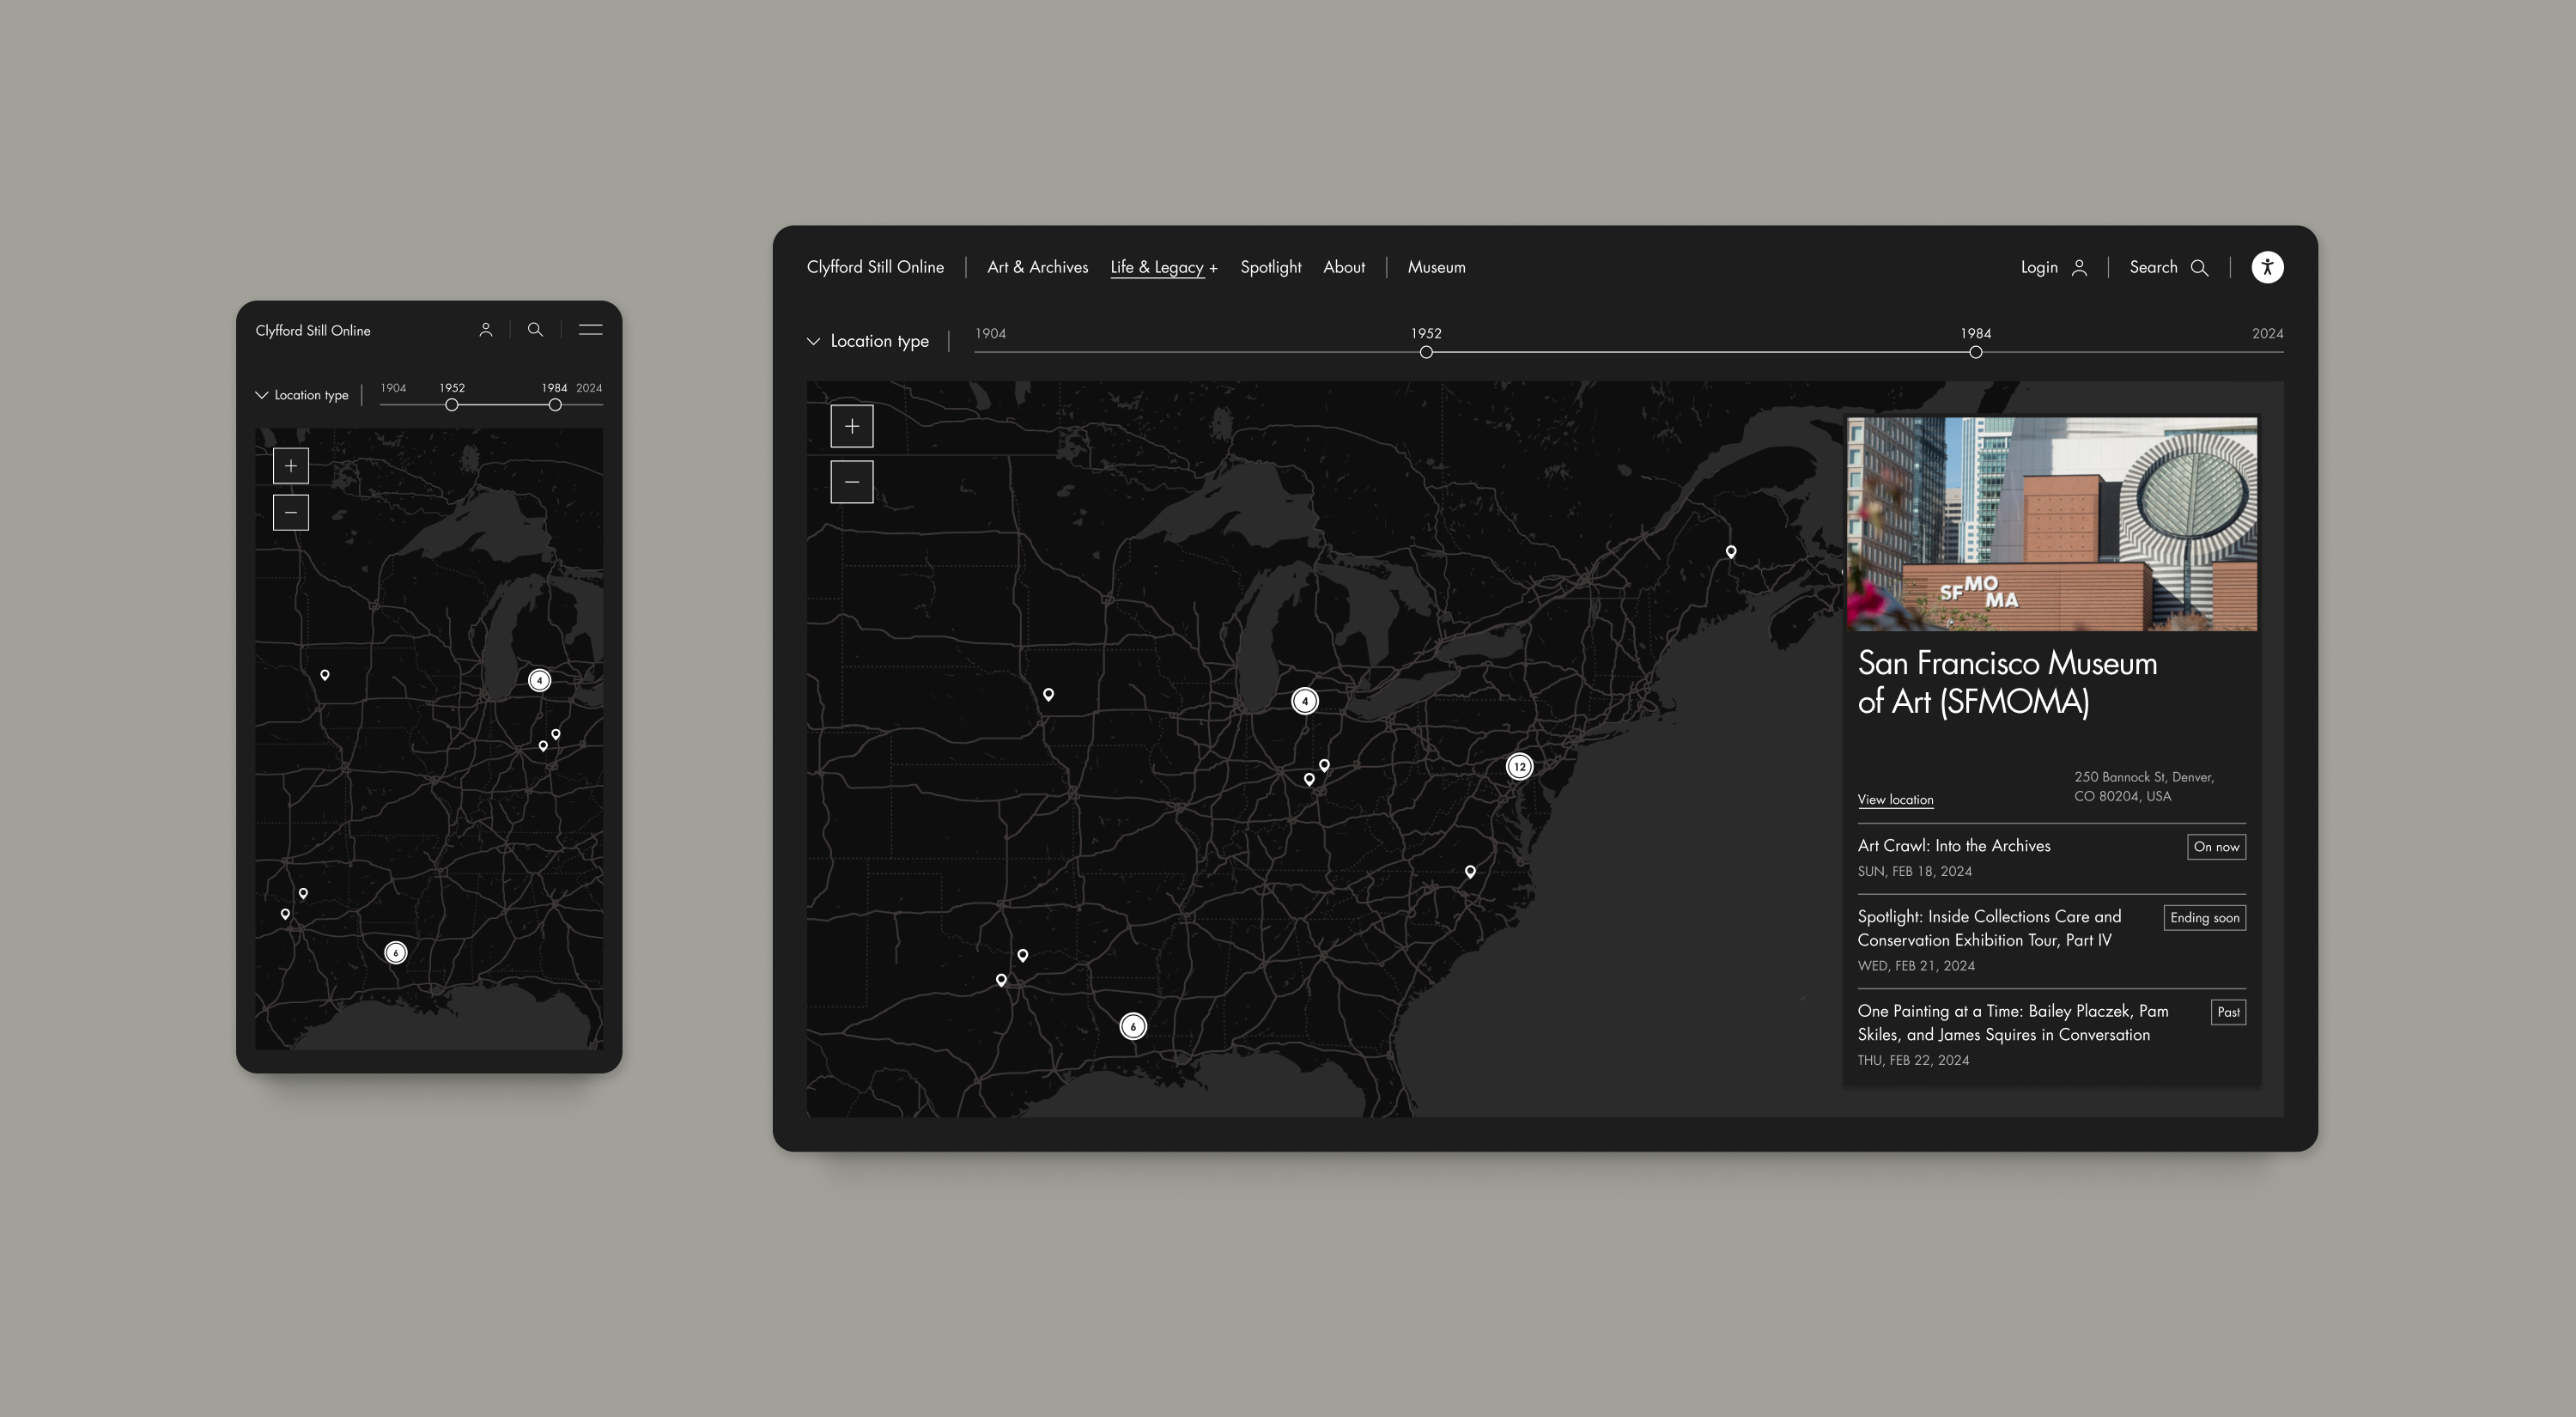 Clyfford Still Online
Location type
1904 1952 1984 2024
4
6
Clyfford Still Online Art & Archives Life & Legacy + Spotlight About Museum Login Search
Location type
1904 1952 1984 2024
4
12
6
SFMO
MA
San Francisco Museum
of Art (SFMOMA)
View location
250 Bannock St, Denver,
CO 80204, USA
Art Crawl: Into the Archives
On now
SUN, FEB 18, 2024
Spotlight: Inside Collections Care and
Conservation Exhibition Tour, Part IV
Ending soon
WED, FEB 21, 2024
One Painting at a Time: Bailey Placzek, Pam
Skiles, and James Squires in Conversation
Past
THU, FEB 22, 2024